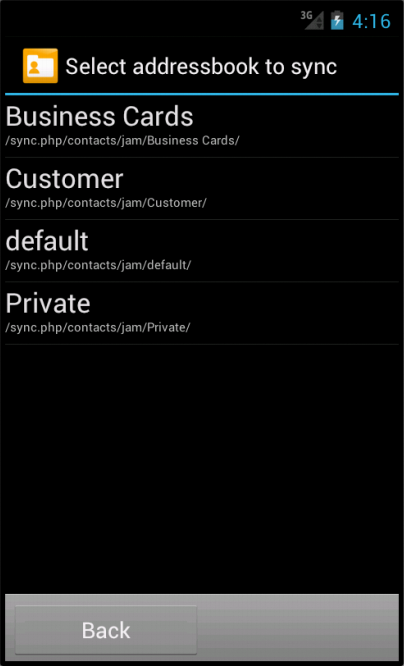 3G 4:16
Select addressbook to sync
Business Cards
/sync.php/contacts/jam/Business Cards/
Customer
/sync.php/contacts/jam/Customer/
default
/sync.php/contacts/jam/default/
Private
/sync.php/contacts/jam/Private/
Back